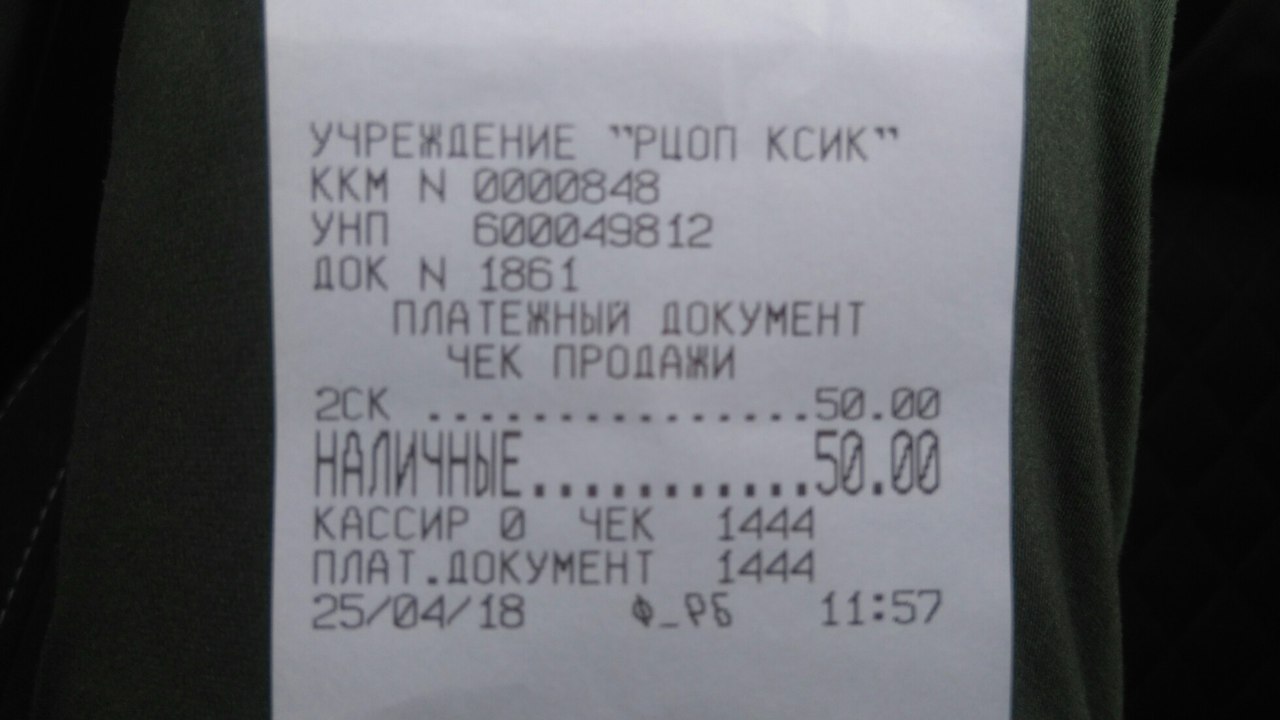 УЧРЕЖДЕНИЕ "РЦОП КСИК"
ККМ N 0000848
УНП 600049812
ДОК N 1861
ПЛАТЕЖНЫЙ ДОКУМЕНТ
ЧЕК ПРОДАЖИ
2СК ...............50.00
НАЛИЧНЫЕ...........50.00
КАССИР 0 ЧЕК 1444
ПЛАТ.ДОКУМЕНТ 1444
25/04/18 Ф_РБ 11:57